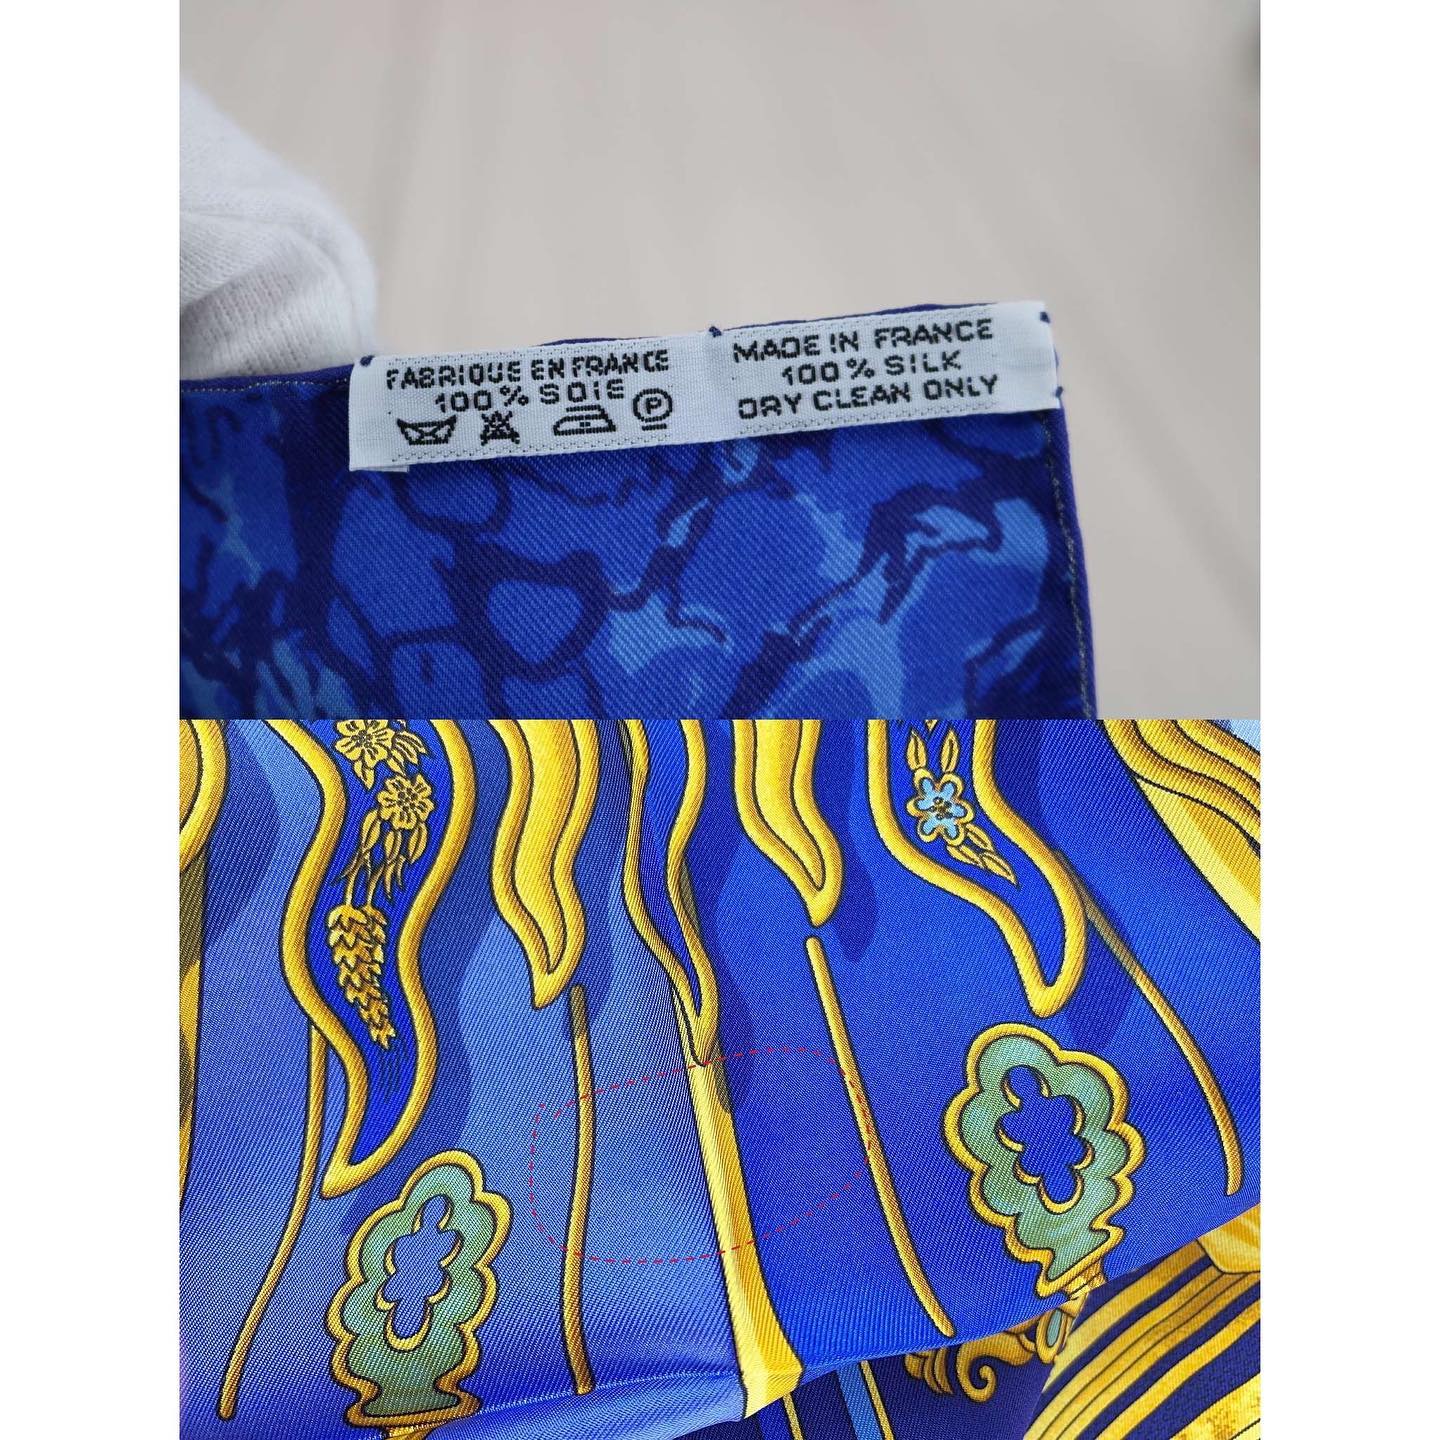 FABRIQUE EN FRANCE
100% SOIE
P
MADE IN FRANCE
100% SILK
DRY CLEAN ONLY